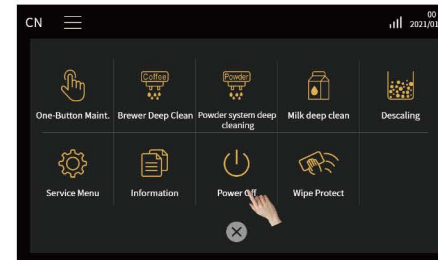 CN
00
2021/01
Coffee
Powder
One-Button Maint.
Brewer Deep Clean
Powder system deep
cleaning
Milk deep clean
Descaling
Service Menu
Information
Power Off
Wipe Protect